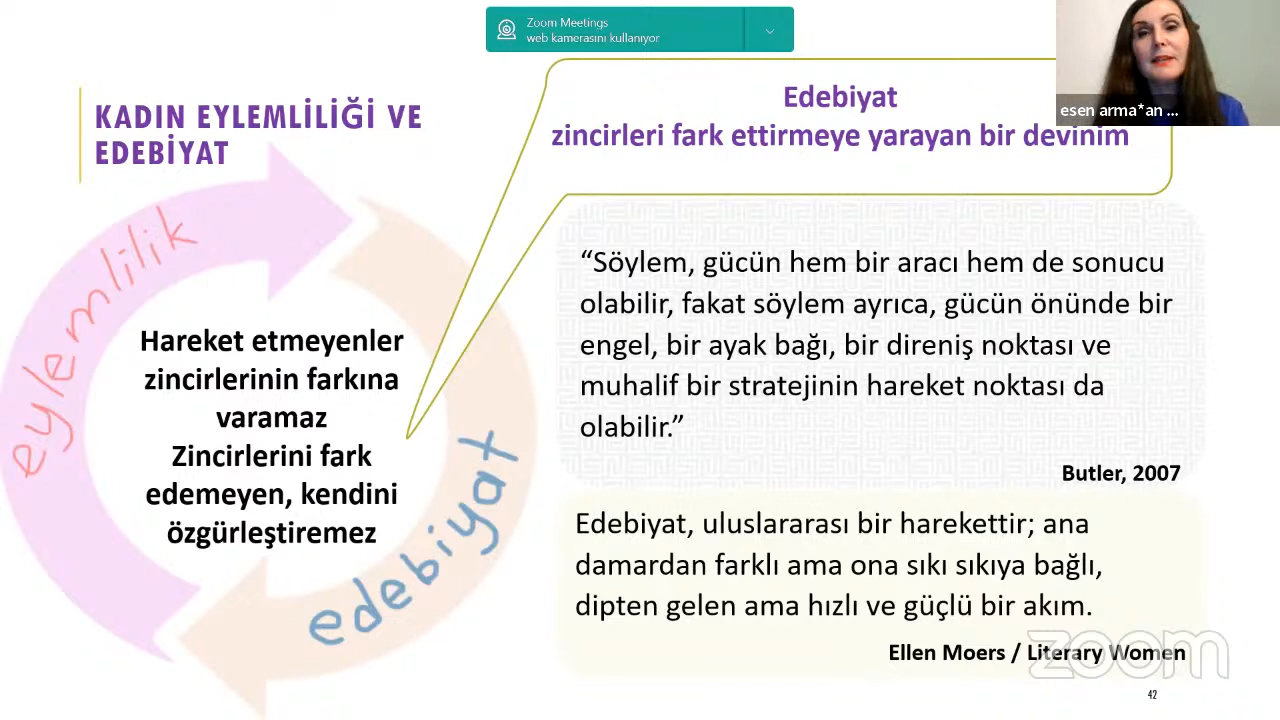 Zoom Meetings
web kamerasını kullanıyor
esen arma*an ...
KADIN EYLEMLİLİĞİ VE
EDEBİYAT
Edebiyat
zincirleri fark ettirmeye yarayan bir devinim
eylemlilik
Hareket etmeyenler
zincirlerinin farkına
varamaz
Zincirlerini fark
edemeyen, kendini
özgürleştiremez
edebiyat
“Söylem, gücün hem bir aracı hem de sonucu
olabilir, fakat söylem ayrıca, gücün önünde bir
engel, bir ayak bağı, bir direniş noktası ve
muhalif bir stratejinin hareket noktası da
olabilir.”
Butler, 2007
Edebiyat, uluslararası bir harekettir; ana
damardan farklı ama ona sıkı sıkıya bağlı,
dipten gelen ama hızlı ve güçlü bir akım.
Ellen Moers / Literary Women
zoom
42